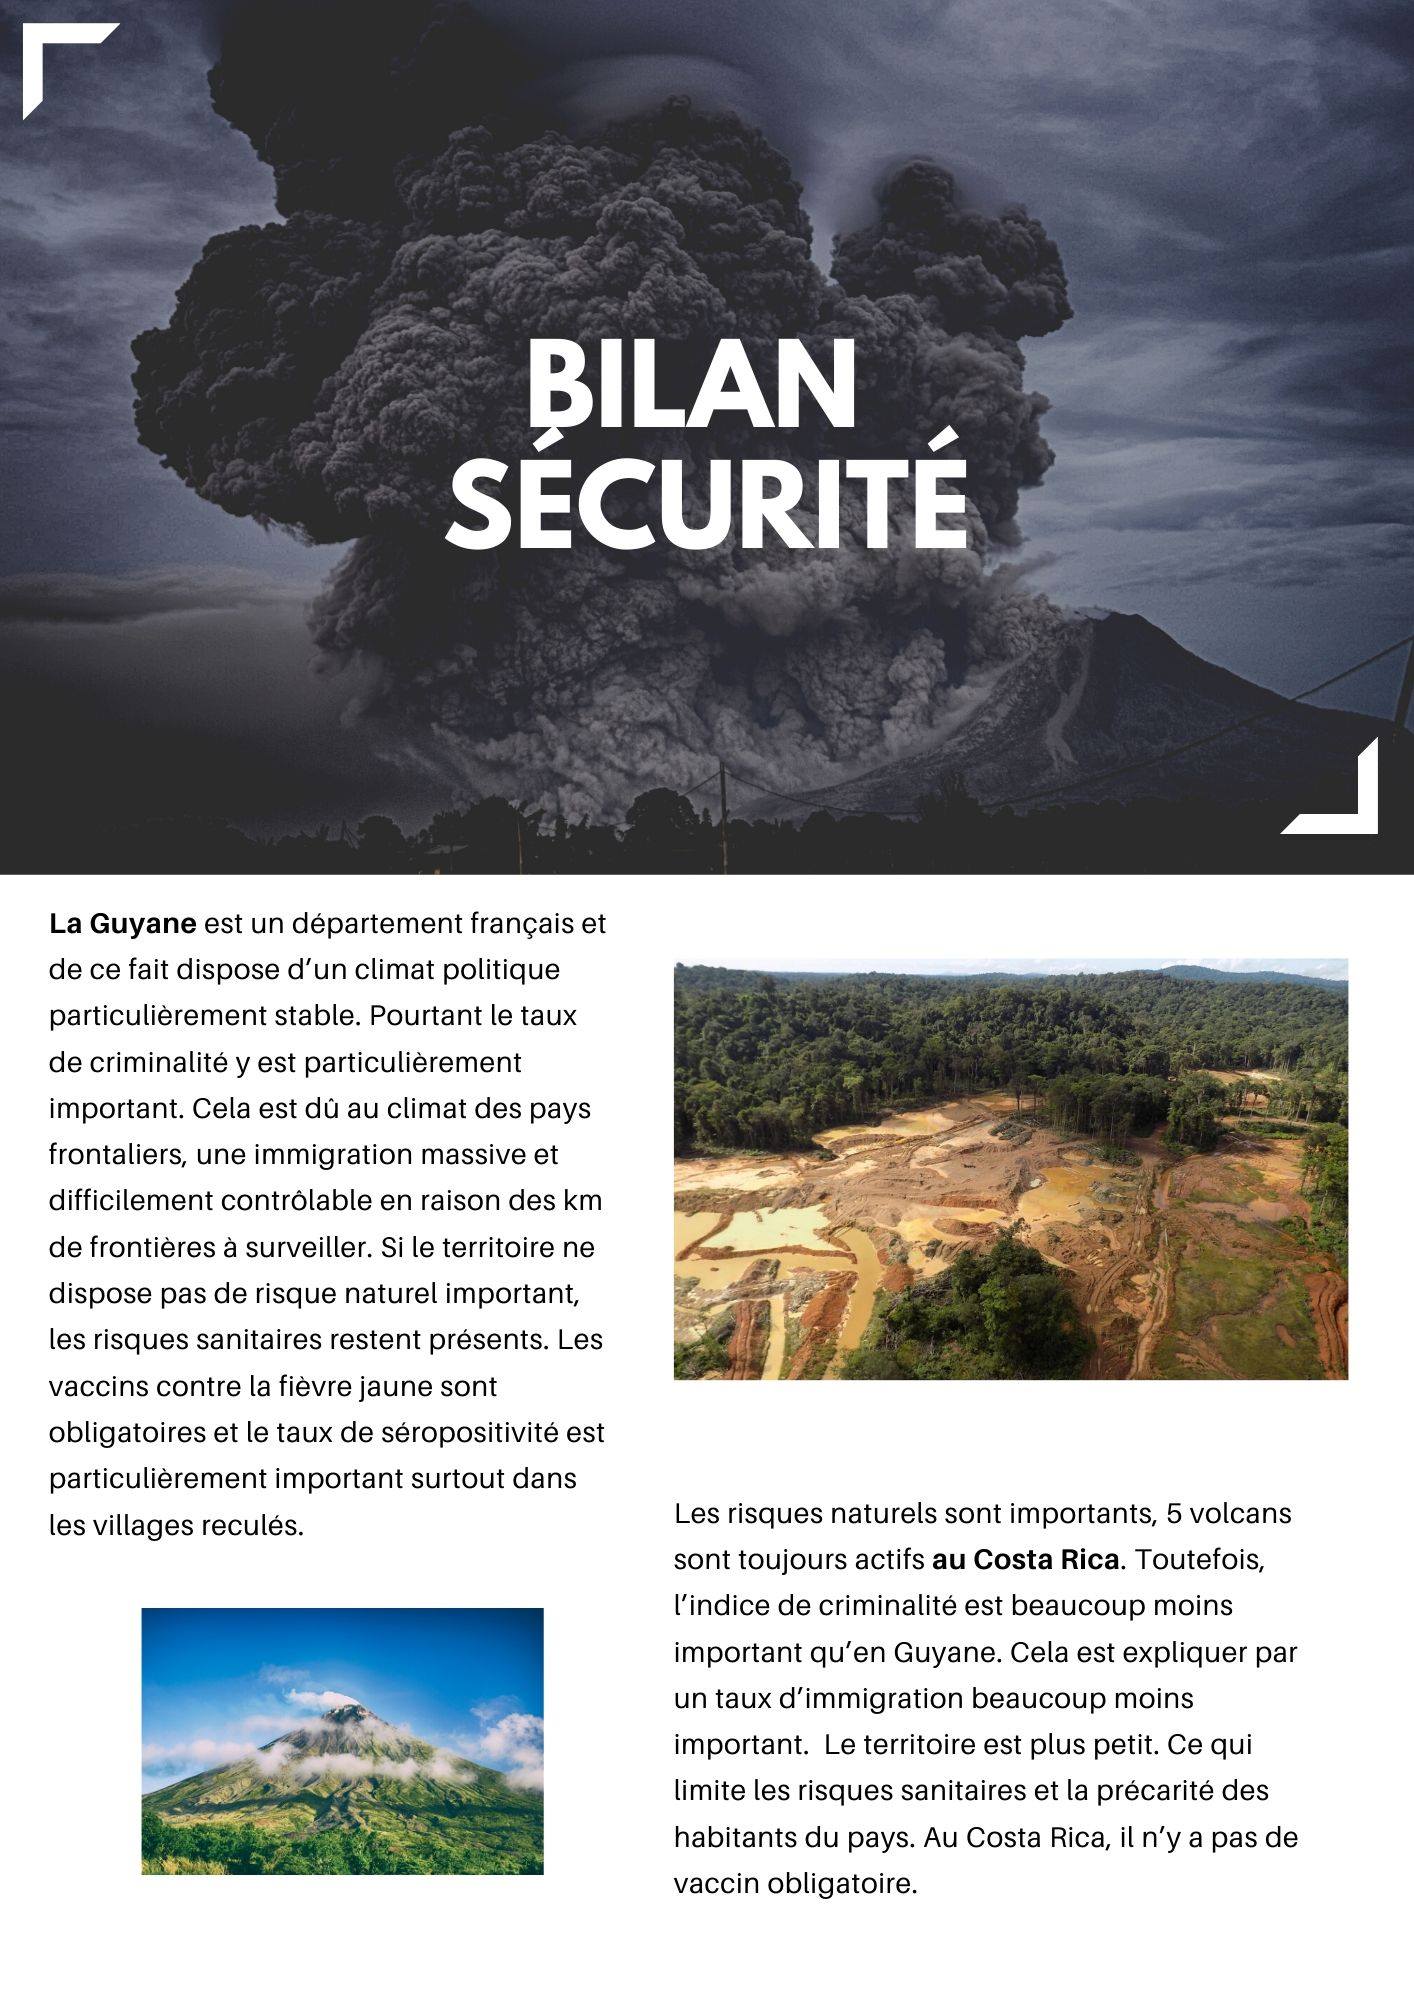 BILAN
SÉCURITÉ
La Guyane est un département français et
de ce fait dispose d’un climat politique
particulièrement stable. Pourtant le taux
de criminalité y est particulièrement
important. Cela est dû au climat des pays
frontaliers, une immigration massive et
difficilement contrôlable en raison des km
de frontières à surveiller. Si le territoire ne
dispose pas de risque naturel important,
les risques sanitaires restent présents. Les
vaccins contre la fièvre jaune sont
obligatoires et le taux de séropositivité est
particulièrement important surtout dans
les villages reculés.
Les risques naturels sont importants, 5 volcans
sont toujours actifs au Costa Rica. Toutefois,
l’indice de criminalité est beaucoup moins
important qu’en Guyane. Cela est expliquer par
un taux d’immigration beaucoup moins
important.  Le territoire est plus petit. Ce qui
limite les risques sanitaires et la précarité des
habitants du pays. Au Costa Rica, il n’y a pas de
vaccin obligatoire.